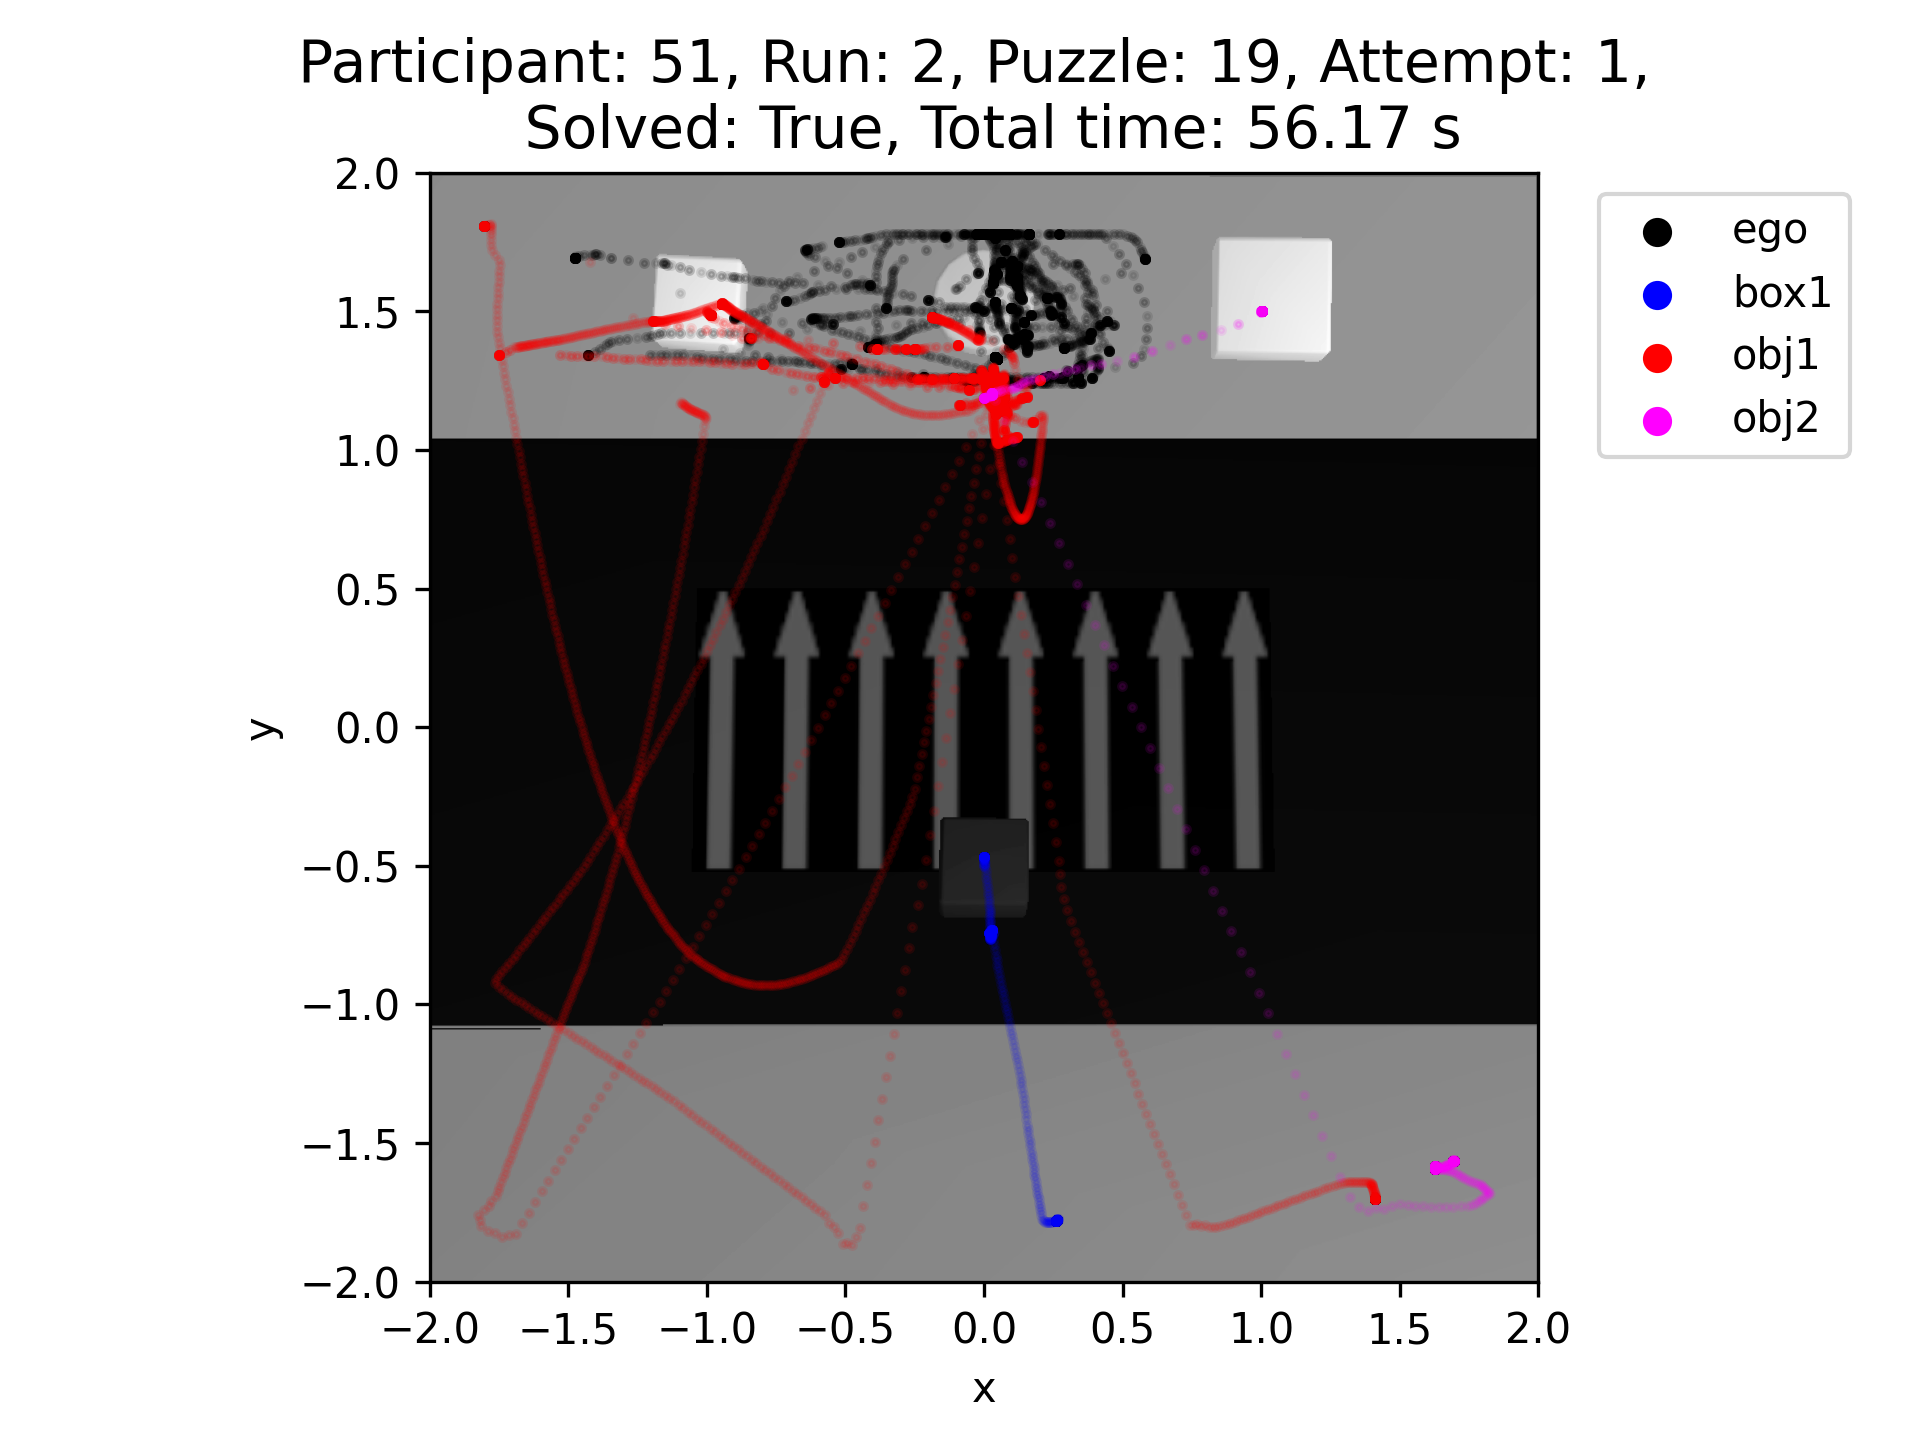 Participant: 51, Run: 2, Puzzle: 19, Attempt: 1,
Solved: True, Total time: 56.17 s
2.0
1.5
1.0
0.5
0.0
−0.5
−1.0
−1.5
−2.0
y
−2.0 −1.5 −1.0 −0.5 0.0 0.5 1.0 1.5 2.0
x
ego
box1
obj1
obj2